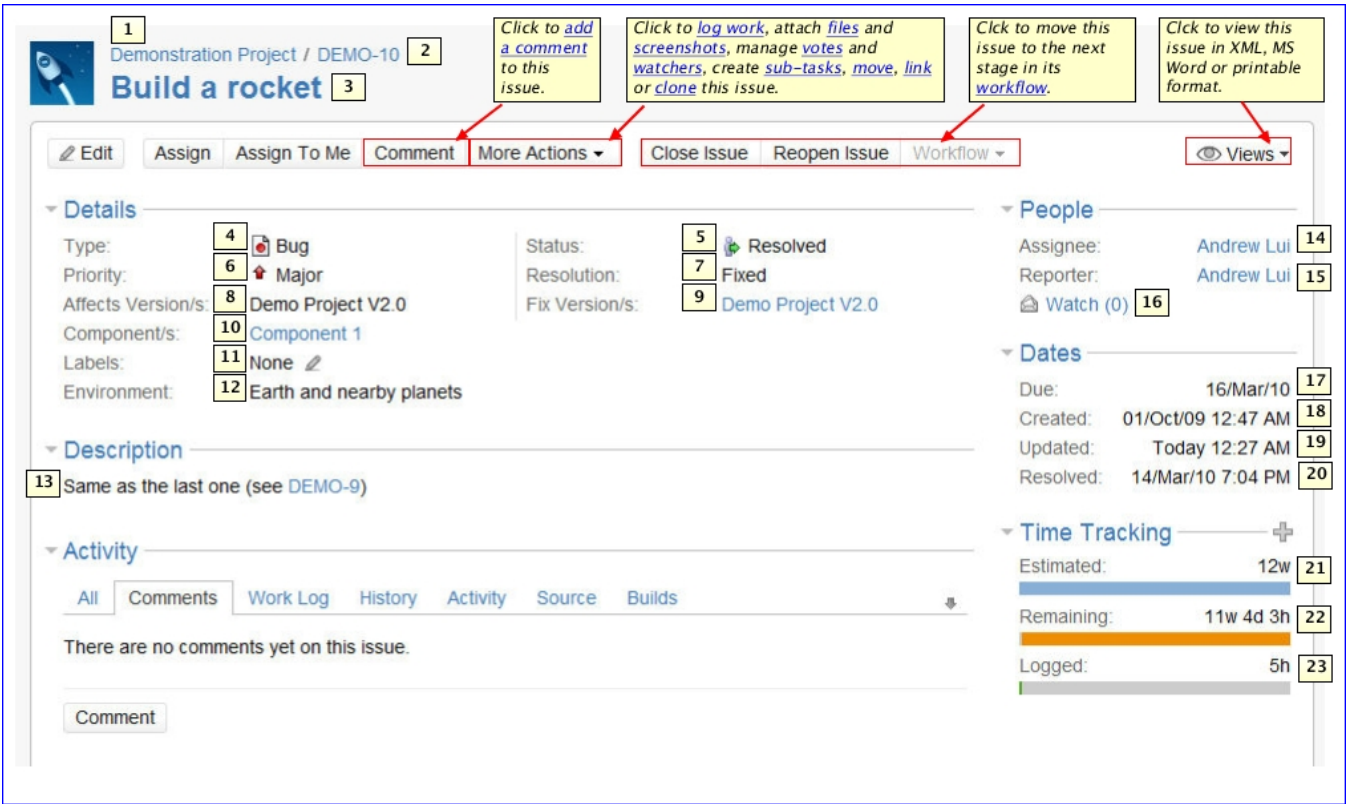 1
Demonstration Project / DEMO-10 2
Build a rocket 3
Click to add
a comment
to this
issue.
Click to log work, attach files and
screenshots, manage votes and
watchers, create sub-tasks, move, link
or clone this issue.
Clck to move this
issue to the next
stage in its
workflow.
Clck to view this
issue in XML, MS
Word or printable
format.
Edit Assign Assign To Me Comment More Actions Close Issue Reopen Issue Workflow Views
Details
Type: 4 Bug Status: 5 Resolved
Priority: 6 Major Resolution: 7 Fixed
Affects Version/s: 8 Demo Project V2.0 Fix Version/s: 9 Demo Project V2.0
Component/s: 10 Component 1
Labels: 11 None
Environment: 12 Earth and nearby planets
Description
13 Same as the last one (see DEMO-9)
Activity
All Comments Work Log History Activity Source Builds
There are no comments yet on this issue.
Comment
People
Assignee: Andrew Lui 14
Reporter: Andrew Lui 15
Watch (0) 16
Dates
Due: 16/Mar/10 17
Created: 01/Oct/09 12:47 AM 18
Updated: Today 12:27 AM 19
Resolved: 14/Mar/10 7:04 PM 20
Time Tracking
Estimated: 12w 21
Remaining: 11w 4d 3h 22
Logged: 5h 23